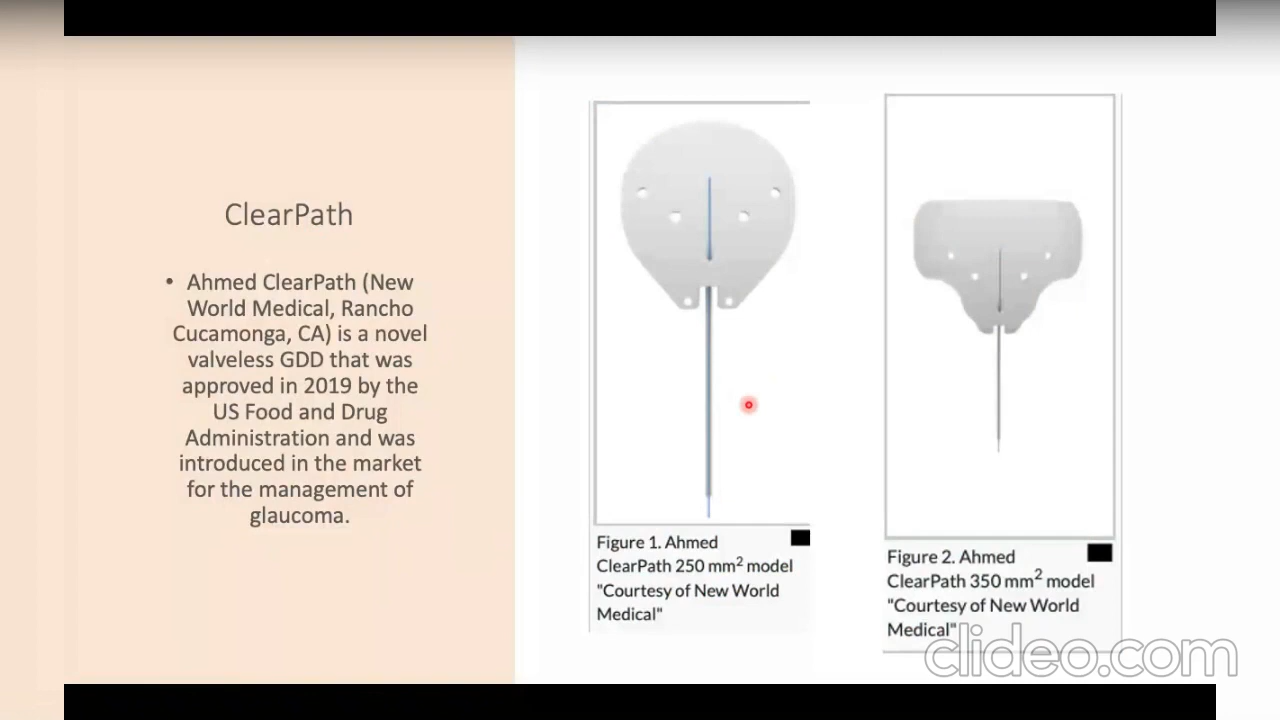 ClearPath
• Ahmed ClearPath (New
World Medical, Rancho
Cucamonga, CA) is a novel
valveless GDD that was
approved in 2019 by the
US Food and Drug
Administration and was
introduced in the market
for the management of
glaucoma.
Figure 1. Ahmed
ClearPath 250 mm² model
"Courtesy of New World
Medical"
Figure 2. Ahmed
ClearPath 350 mm² model
"Courtesy of New World
Medical"
clideo.com